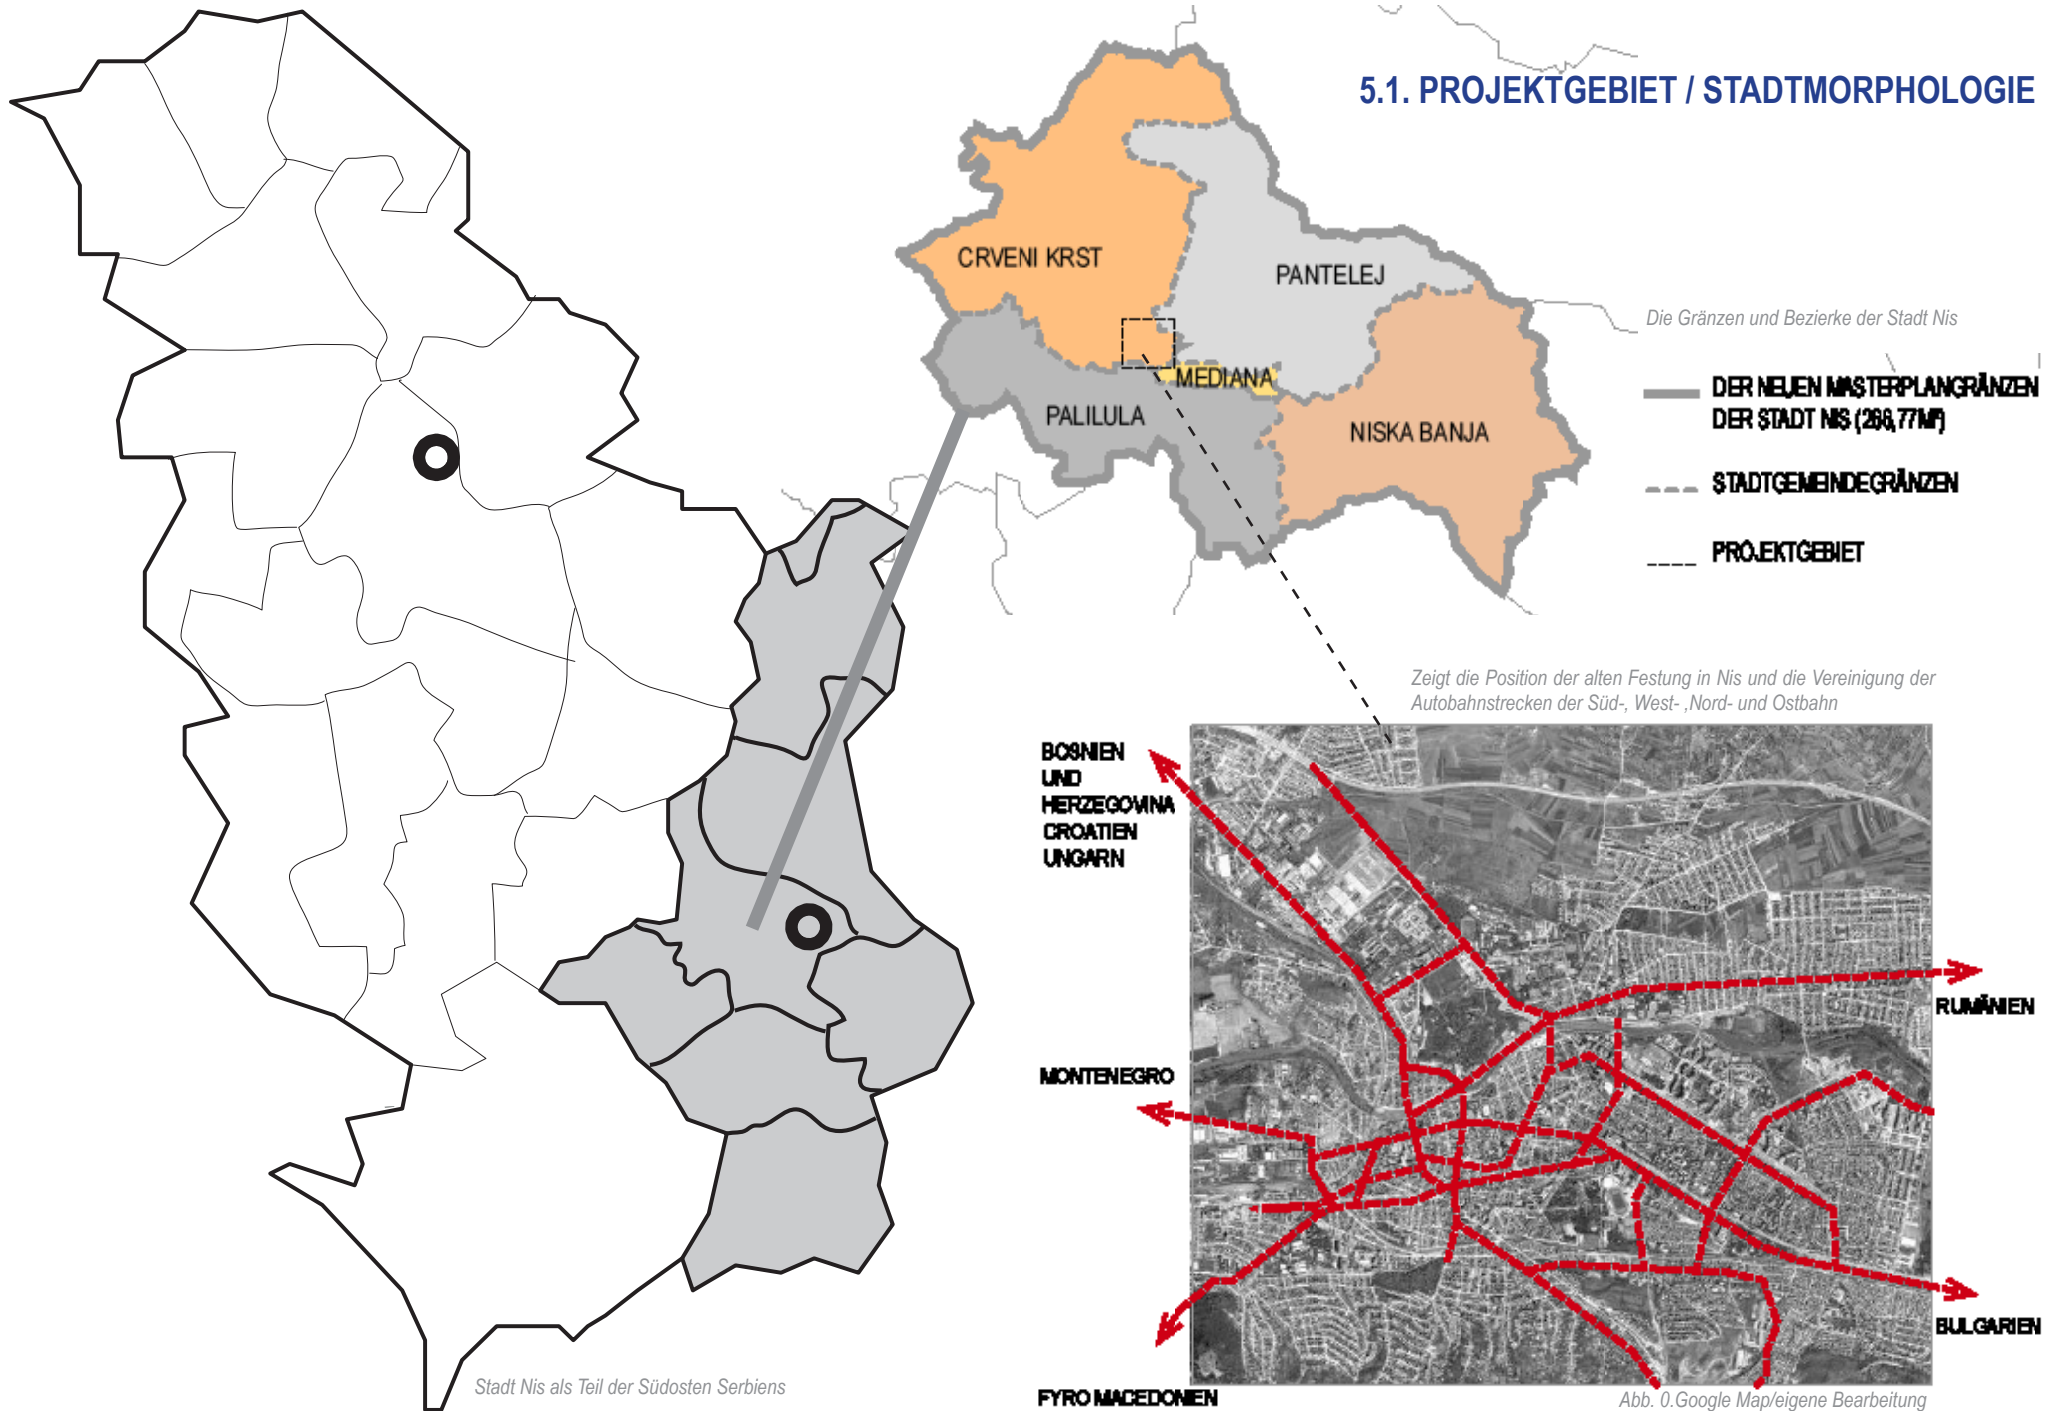 5.1. PROJEKTGEBIET / STADTMORPHOLOGIE
CRVENI KRST
PANTELEJ
MEDIANA
PALILULA
NISKA BANJA
Die Gränzen und Bezierke der Stadt Nis
DER NEUEN MASTERPLANGRÄNZEN
DER STADT NIS (266,77M²)
STADTGEMEINDEGRÄNZEN
PROJEKTGEBIET
Zeigt die Position der alten Festung in Nis und die Vereinigung der
Autobahnstrecken der Süd-, West- ,Nord- und Ostbahn
BOSNIEN
UND
HERZEGOVINA
CROATIEN
UNGARN
RUMÄNIEN
MONTENEGRO
BULGARIEN
FYRO MACEDONIEN
Stadt Nis als Teil der Südosten Serbiens
Abb. 0.Google Map/eigene Bearbeitung